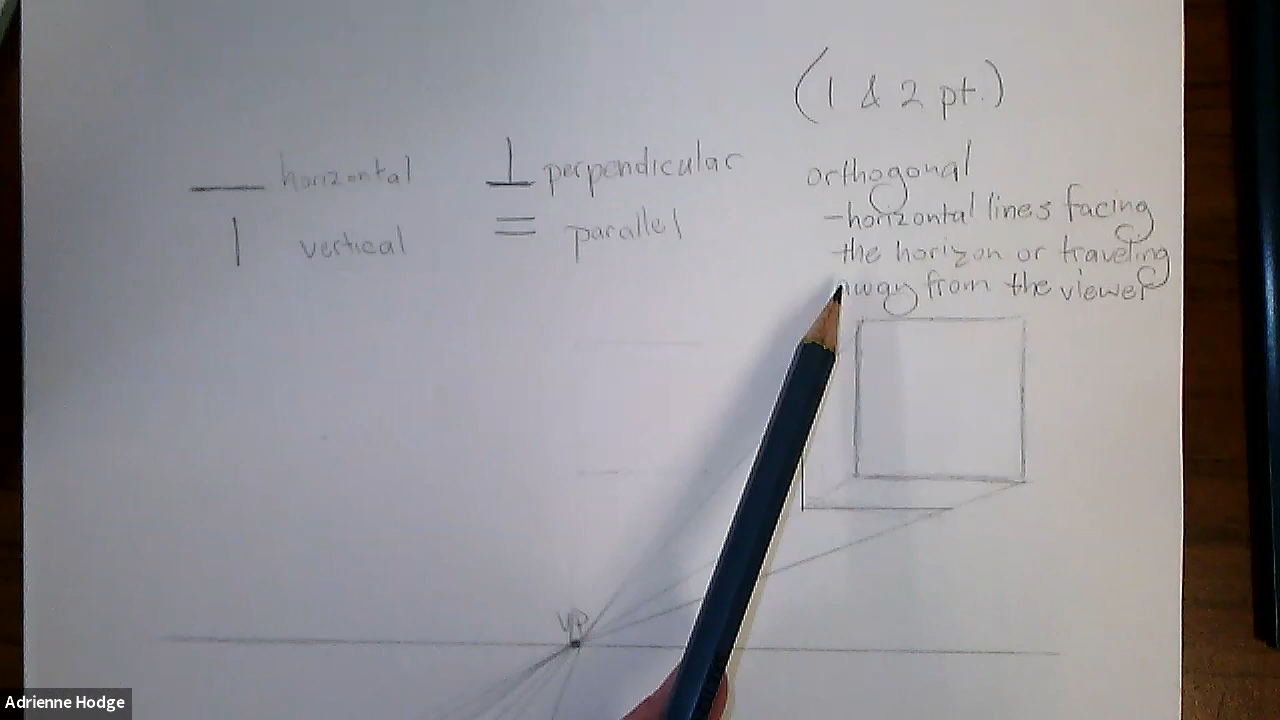 (1 & 2 pt.)
horizontal
perpendicular
vertical
parallel
orthogonal
-horizontal lines facing
the horizon or traveling
away from the viewer
VP
Adrienne Hodge